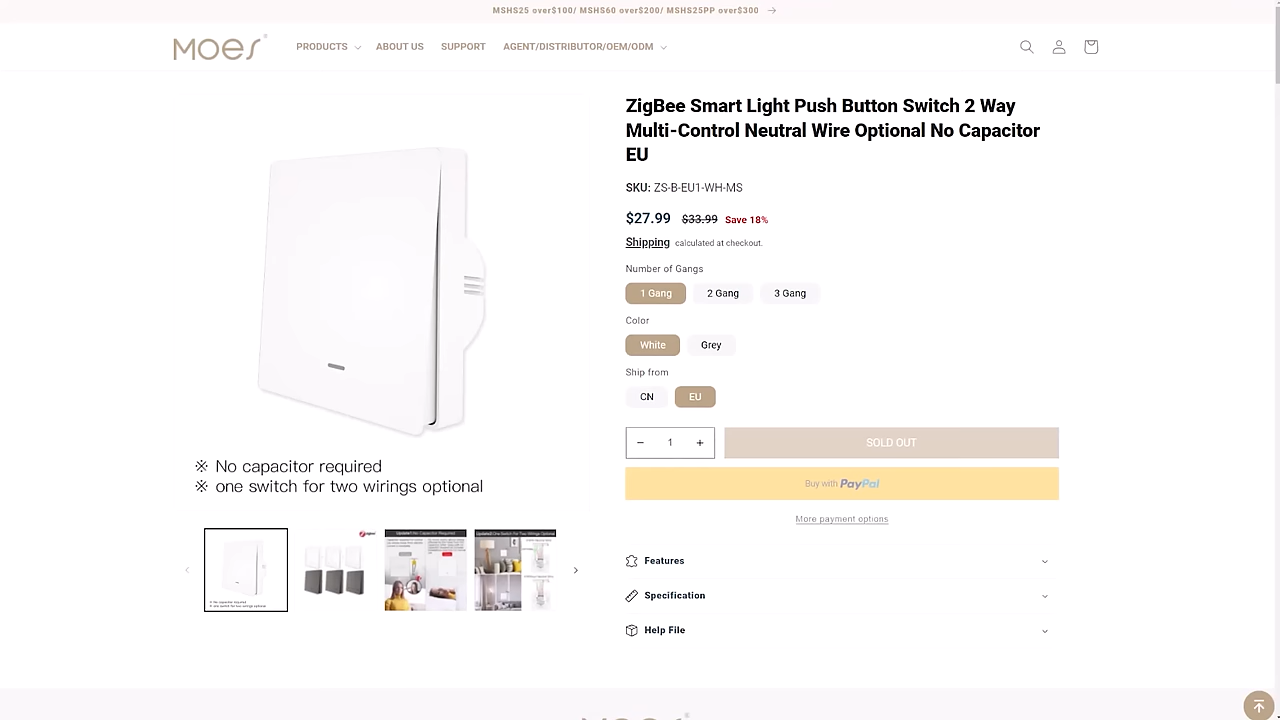 MSHS25 over$100/ MSHS60 over$200/ MSHS25PP over$300
MOES
PRODUCTS
ABOUT US
SUPPORT
AGENT/DISTRIBUTOR/OEM/ODM
ZigBee Smart Light Push Button Switch 2 Way
Multi-Control Neutral Wire Optional No Capacitor
EU
SKU: ZS-B-EU1-WH-MS
$27.99 $33.99 Save 18%
Shipping calculated at checkout.
Number of Gangs
1 Gang 2 Gang 3 Gang
Color
White Grey
Ship from
CN EU
− 1 +
SOLD OUT
Buy with PayPal
More payment options
Features
Specification
Help File
※ No capacitor required
※ one switch for two wirings optional